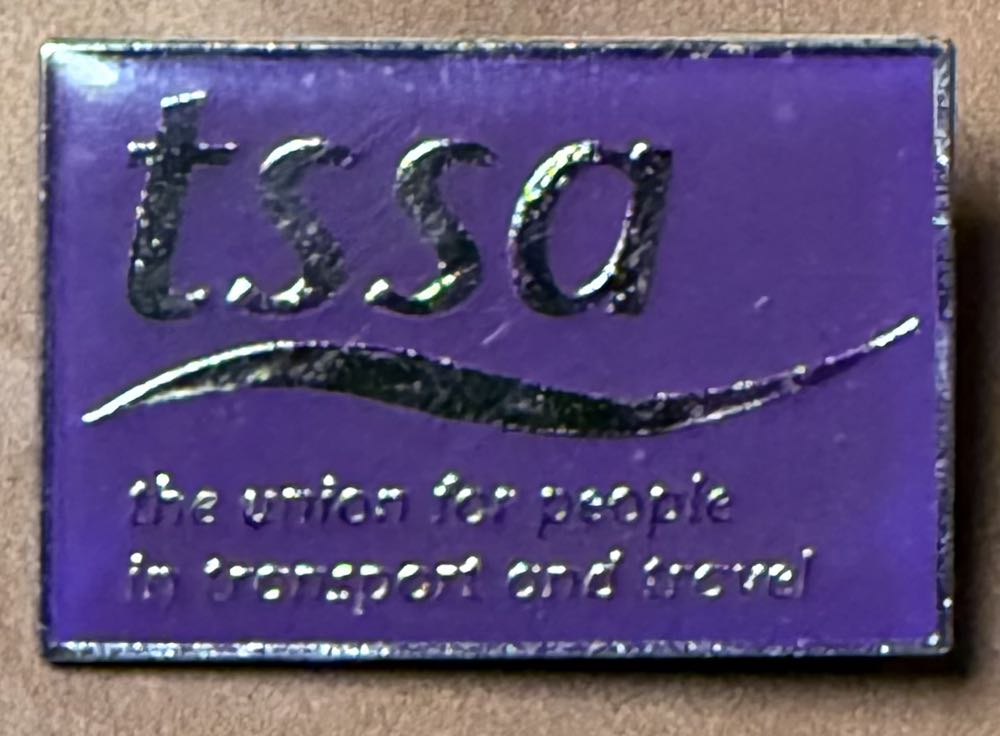 tssa
the union for people
in transport and travel